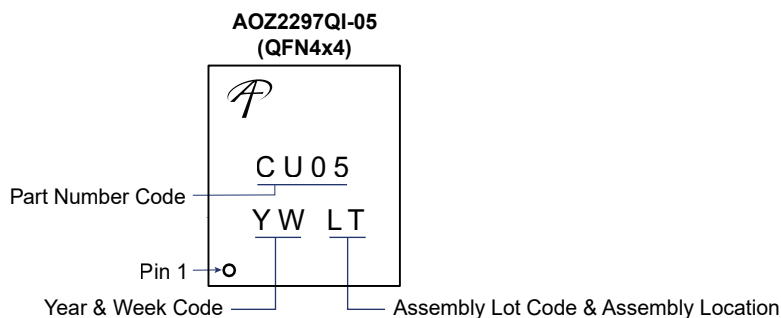 AOZ2297QI-05
(QFN4x4)
CU05
Part Number Code
YW LT
Pin 1
Year & Week Code
Assembly Lot Code & Assembly Location